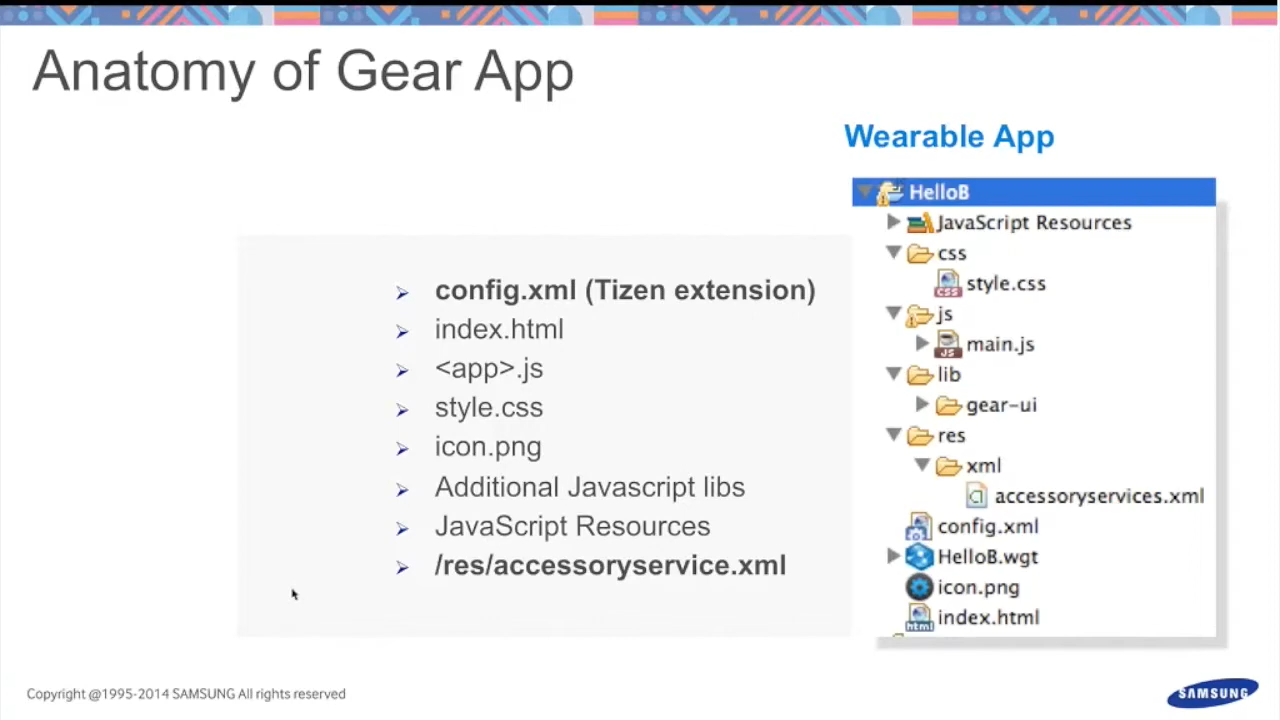 Anatomy of Gear App
Wearable App
config.xml (Tizen extension)
index.html
<app>.js
style.css
icon.png
Additional Javascript libs
JavaScript Resources
/res/accessoryservice.xml
HelloB
JavaScript Resources
css
style.css
js
main.js
lib
gear-ui
res
xml
accessoryservices.xml
config.xml
HelloB.wgt
icon.png
index.html
Copyright @1995-2014 SAMSUNG All rights reserved
SAMSUNG